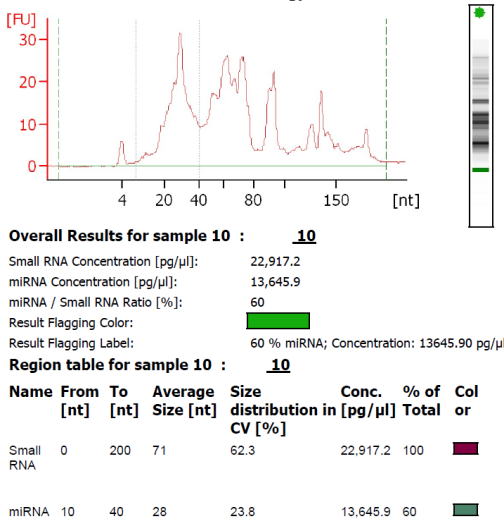 [FU]
30
20
10
0
4 20 40 80 150 [nt]
Overall Results for sample 10 : 10
Small RNA Concentration [pg/µl]: 22,917.2
miRNA Concentration [pg/µl]: 13,645.9
miRNA / Small RNA Ratio [%]: 60
Result Flagging Color:
Result Flagging Label: 60 % miRNA; Concentration: 13645.90 pg/µl
Region table for sample 10 : 10
Name From To Average Size Conc. % of Col
[nt] [nt] Size [nt] distribution in [pg/µl] Total or
CV [%]
Small 0 200 71 62.3 22,917.2 100
RNA
miRNA 10 40 28 23.8 13,645.9 60